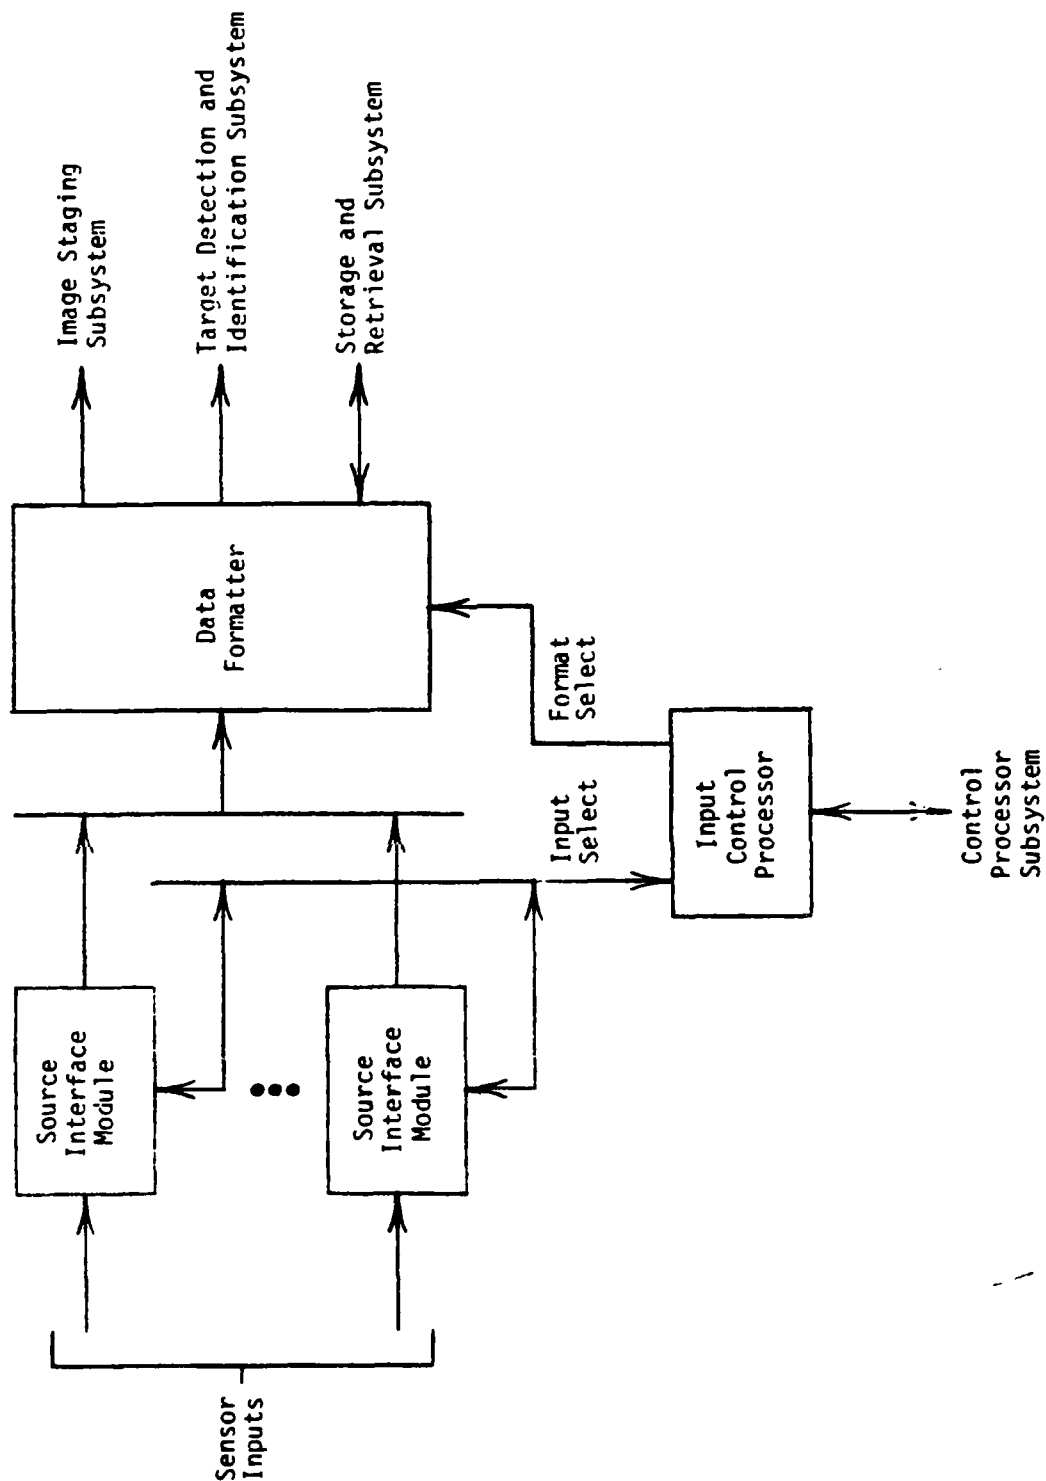 Sensor
Inputs
Source
Interface
Module
Source
Interface
Module
Input
Select
Format
Select
Input
Control
Processor
Control
Processor
Subsystem
Data
Formatter
Image Staging
Subsystem
Target Detection and
Identification Subsystem
Storage and
Retrieval Subsystem